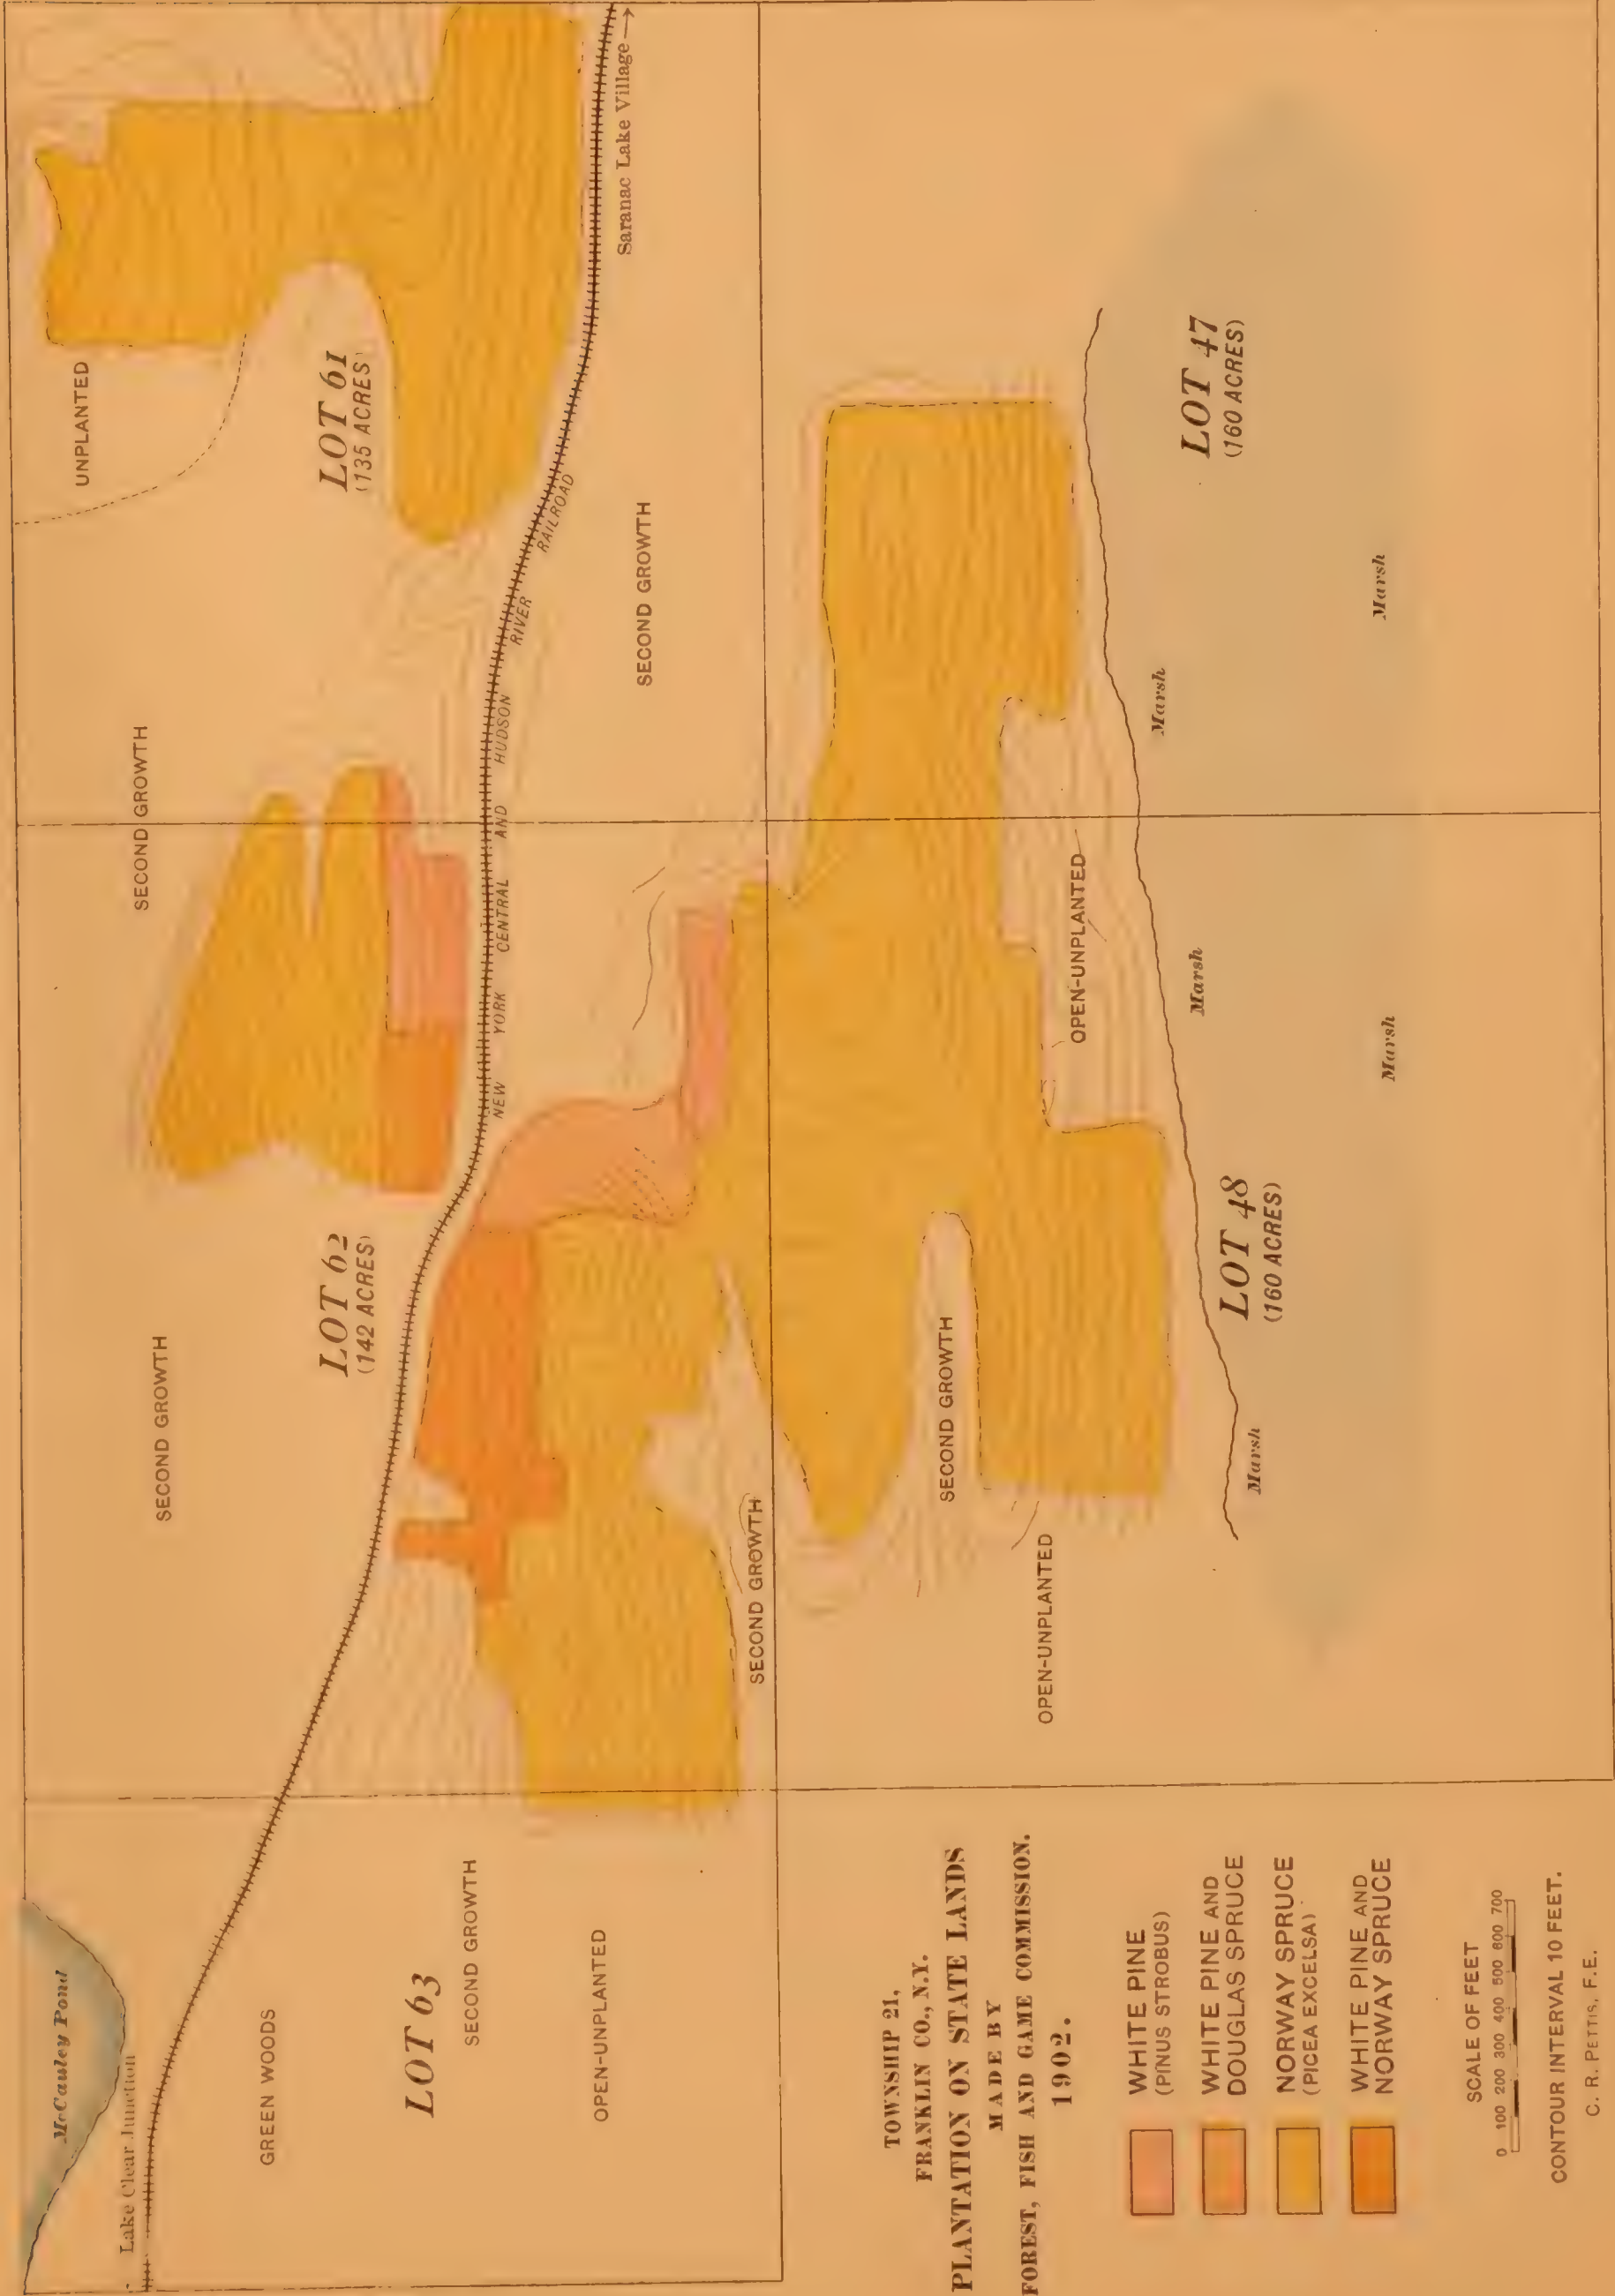 McCauley Pond
Lake Clear Junction
GREEN WOODS
LOT 63
SECOND GROWTH
OPEN-UNPLANTED
SECOND GROWTH
LOT 62
(142 ACRES)
SECOND GROWTH
SECOND GROWTH
UNPLANTED
LOT 61
(135 ACRES)
NEW YORK CENTRAL AND HUDSON RIVER RAILROAD
Saranac Lake Village
SECOND GROWTH
SECOND GROWTH
OPEN-UNPLANTED
OPEN-UNPLANTED
LOT 48
(160 ACRES)
LOT 47
(160 ACRES)
Marsh
Marsh
Marsh
Marsh
Marsh
TOWNSHIP 21,
FRANKLIN CO., N.Y.
PLANTATION ON STATE LANDS
MADE BY
FOREST, FISH AND GAME COMMISSION.
1902.
WHITE PINE
(PINUS STROBUS)
WHITE PINE AND
DOUGLAS SPRUCE
NORWAY SPRUCE
(PICEA EXCELSA)
WHITE PINE AND
NORWAY SPRUCE
SCALE OF FEET
0 100 200 300 400 500 600 700
CONTOUR INTERVAL 10 FEET.
C. R. PETTIS, F.E.